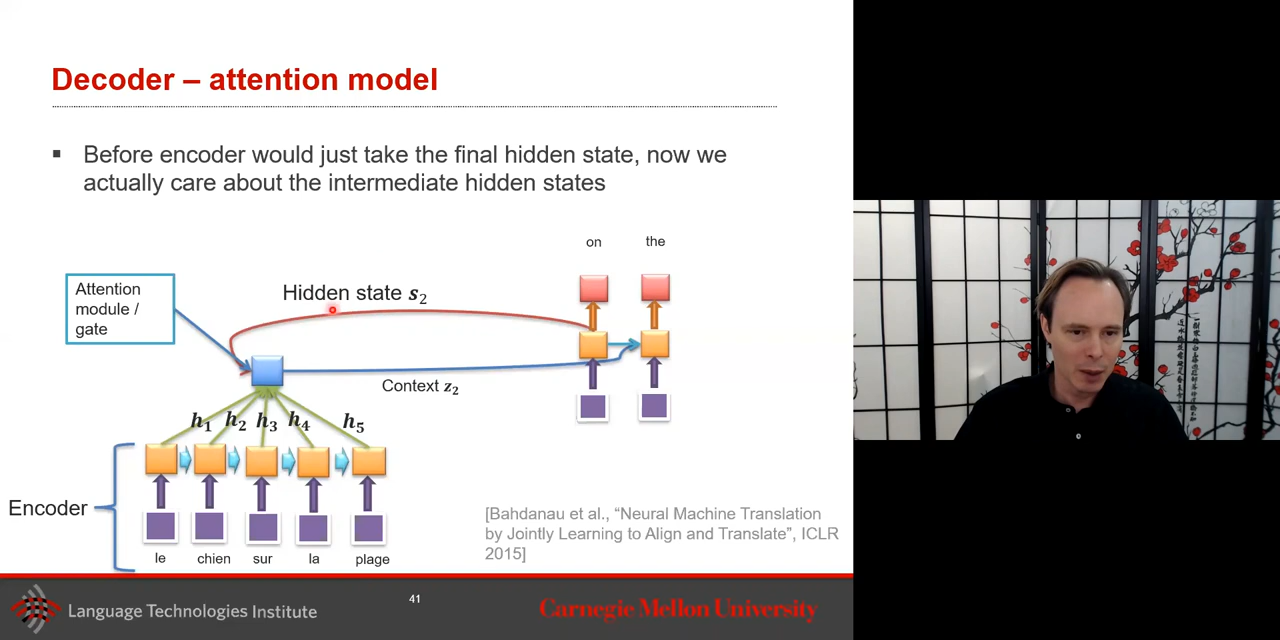 Decoder – attention model
▪ Before encoder would just take the final hidden state, now we
actually care about the intermediate hidden states
on the
Attention
module /
gate
Hidden state s₂
Context z₂
h₁ h₂ h₃ h₄ h₅
Encoder
le chien sur la plage
[Bahdanau et al., “Neural Machine Translation
by Jointly Learning to Align and Translate”, ICLR
2015]
Language Technologies Institute
41
Carnegie Mellon University